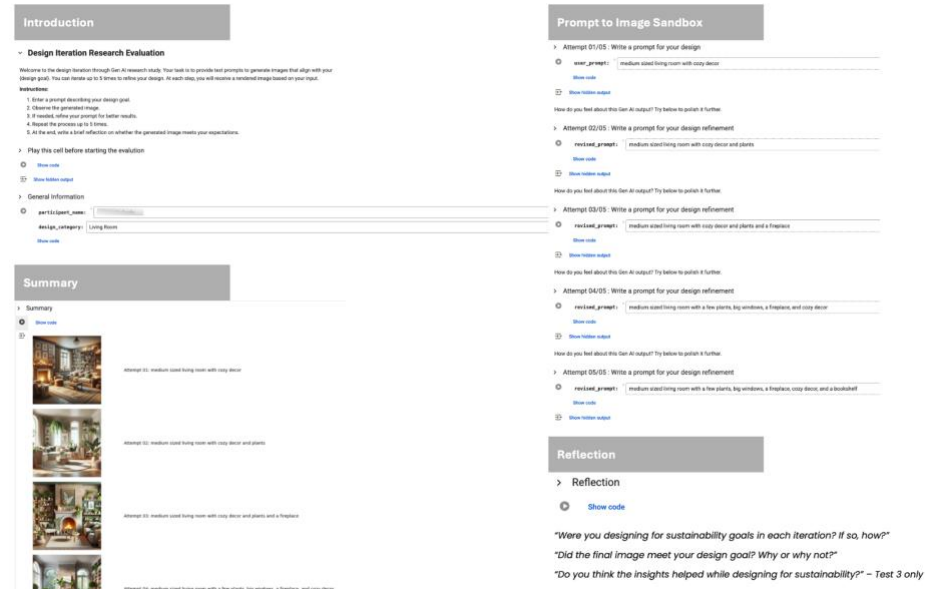 Introduction
Design Iteration Research Evaluation
Welcome to the design iteration through Gen AI research study. Your task is to provide text prompts to generate images that align with your
(design goal). You can iterate up to 5 times to refine your design. At each step, you will receive a rendered image based on your input.
Instructions:
1. Enter a prompt describing your design goal.
2. Observe the generated image.
3. If needed, refine your prompt for better results.
4. Repeat the process up to 5 times.
5. At the end, write a brief reflection on whether the generated image meets your expectations.
Play this cell before starting the evalution
Show code
Show hidden output
General Information
participant_name:
design_category: Living Room
Show code
Summary
Summary
Show code
Attempt 01: medium sized living room with cozy decor
Attempt 02: medium sized living room with cozy decor and plants
Attempt 03: medium sized living room with cozy decor and plants and a fireplace
Attempt 04: medium sized living room with a few plants, big windows, a fireplace, and cozy decor
Prompt to Image Sandbox
Attempt 01/05 : Write a prompt for your design
user_prompt: medium sized living room with cozy decor
Show code
Show hidden output
How do you feel about this Gen AI output? Try below to polish it further.
Attempt 02/05 : Write a prompt for your design refinement
revised_prompt: medium sized living room with cozy decor and plants
Show code
Show hidden output
How do you feel about this Gen AI output? Try below to polish it further.
Attempt 03/05 : Write a prompt for your design refinement
revised_prompt: medium sized living room with cozy decor and plants and a fireplace
Show code
Show hidden output
How do you feel about this Gen AI output? Try below to polish it further.
Attempt 04/05 : Write a prompt for your design refinement
revised_prompt: medium sized living room with a few plants, big windows, a fireplace, and cozy decor
Show code
Show hidden output
How do you feel about this Gen AI output? Try below to polish it further.
Attempt 05/05 : Write a prompt for your design refinement
revised_prompt: medium sized living room with a few plants, big windows, a fireplace, cozy decor, and a bookshelf
Show code
Show hidden output
Reflection
Reflection
Show code
"Were you designing for sustainability goals in each iteration? If so, how?"
"Did the final image meet your design goal? Why or why not?"
"Do you think the insights helped while designing for sustainability?" – Test 3 only